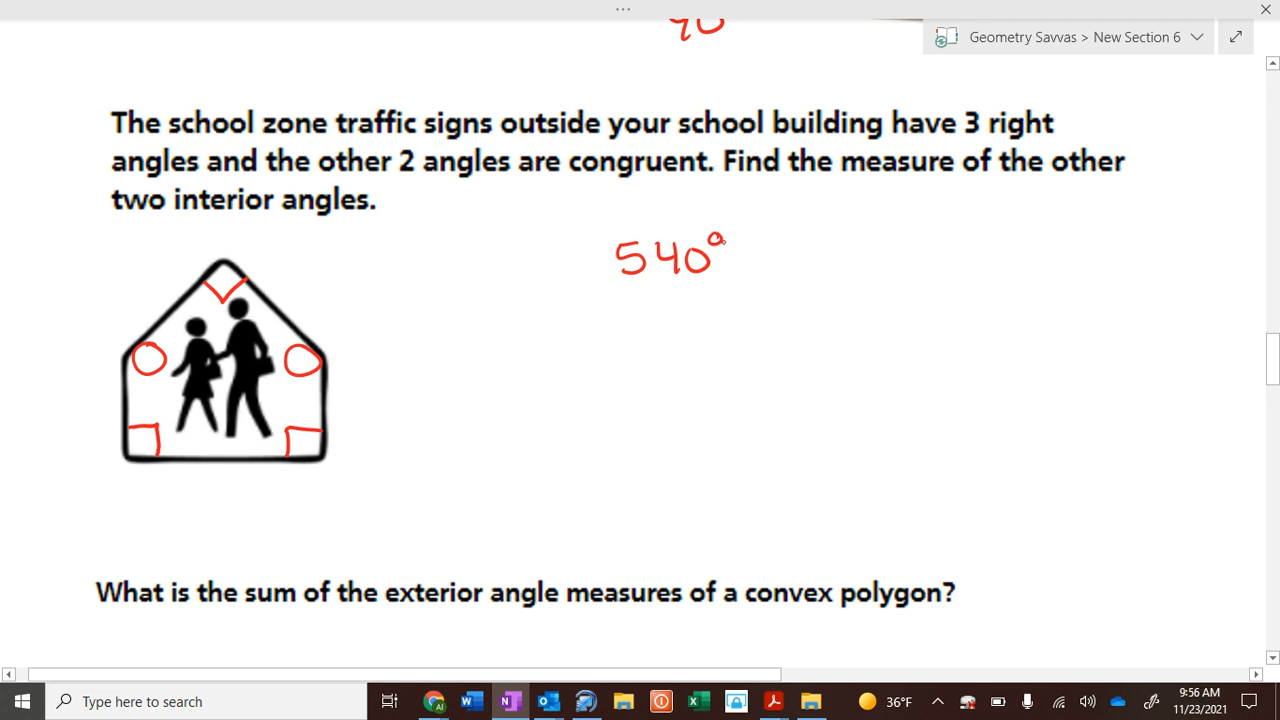 ...
90
Geometry Savvas > New Section 6
The school zone traffic signs outside your school building have 3 right
angles and the other 2 angles are congruent. Find the measure of the other
two interior angles.
540°
What is the sum of the exterior angle measures of a convex polygon?
Type here to search
AI
W
N
X
36°F
9:56 AM
11/23/2021